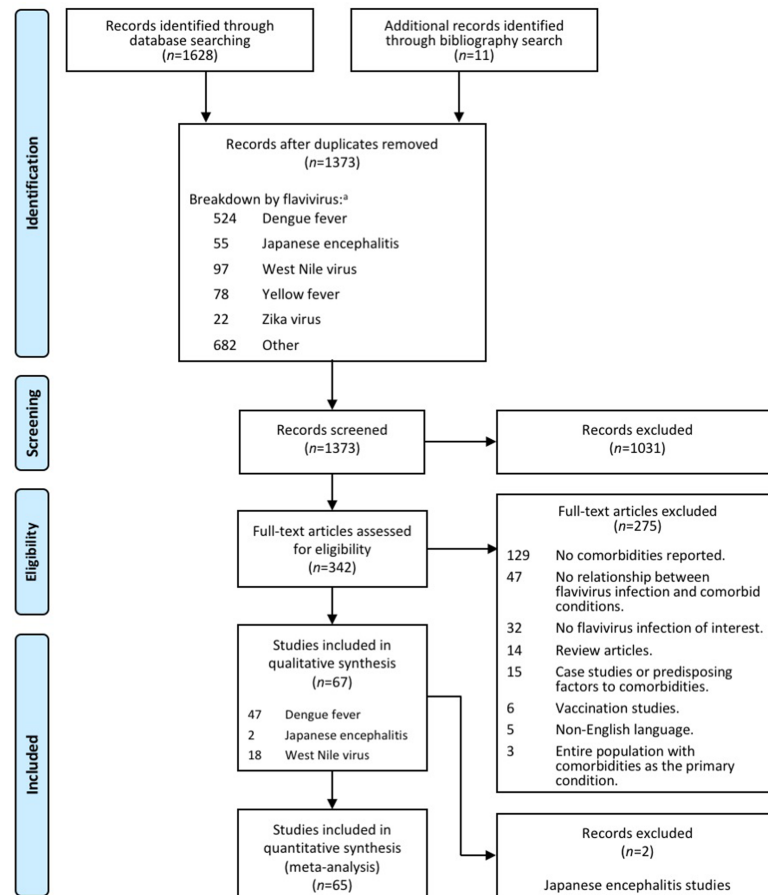 Records identified through
database searching
(n=1628)
Additional records identified
through bibliography search
(n=11)
Identification
Records after duplicates removed
(n=1373)
Breakdown by flavivirus:ᵃ
524 Dengue fever
55 Japanese encephalitis
97 West Nile virus
78 Yellow fever
22 Zika virus
682 Other
Screening
Records screened
(n=1373)
Records excluded
(n=1031)
Eligibility
Full-text articles assessed
for eligibility
(n=342)
Full-text articles excluded
(n=275)
129 No comorbidities reported.
47 No relationship between
flavivirus infection and comorbid
conditions.
32 No flavivirus infection of interest.
14 Review articles.
15 Case studies or predisposing
factors to comorbidities.
6 Vaccination studies.
5 Non-English language.
3 Entire population with
comorbidities as the primary
condition.
Included
Studies included in
qualitative synthesis
(n=67)
47 Dengue fever
2 Japanese encephalitis
18 West Nile virus
Studies included in
quantitative synthesis
(meta-analysis)
(n=65)
Records excluded
(n=2)
Japanese encephalitis studies